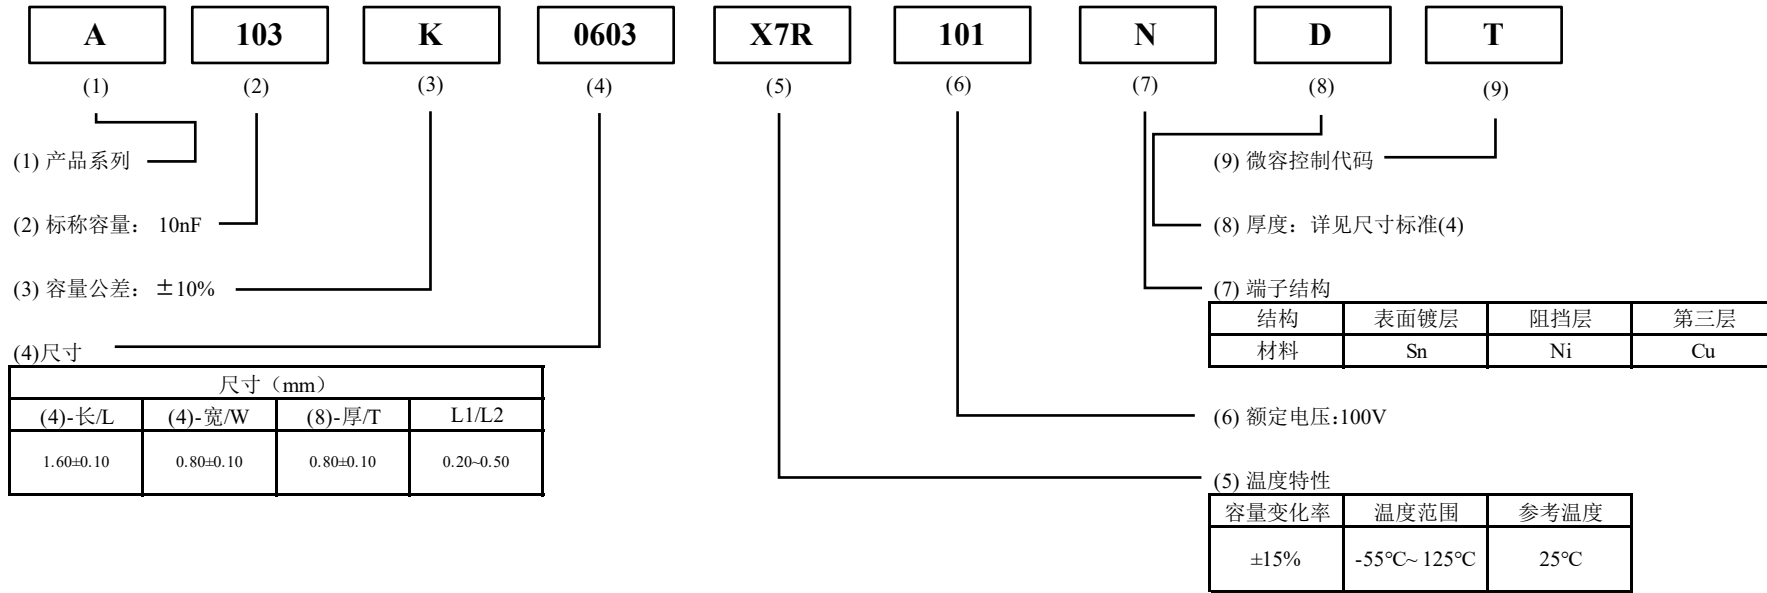 A 103 K 0603 X7R 101 N D T
(1) (2) (3) (4) (5) (6) (7) (8) (9)
(1) 产品系列
(2) 标称容量： 10nF
(3) 容量公差： ±10%
(4)尺寸
尺寸（mm）
(4)-长/L (4)-宽/W (8)-厚/T L1/L2
1.60±0.10 0.80±0.10 0.80±0.10 0.20~0.50
(9) 微容控制代码
(8) 厚度：详见尺寸标准(4)
(7) 端子结构
结构 表面镀层 阻挡层 第三层
材料 Sn Ni Cu
(6) 额定电压:100V
(5) 温度特性
容量变化率 温度范围 参考温度
±15% -55℃~ 125℃ 25℃